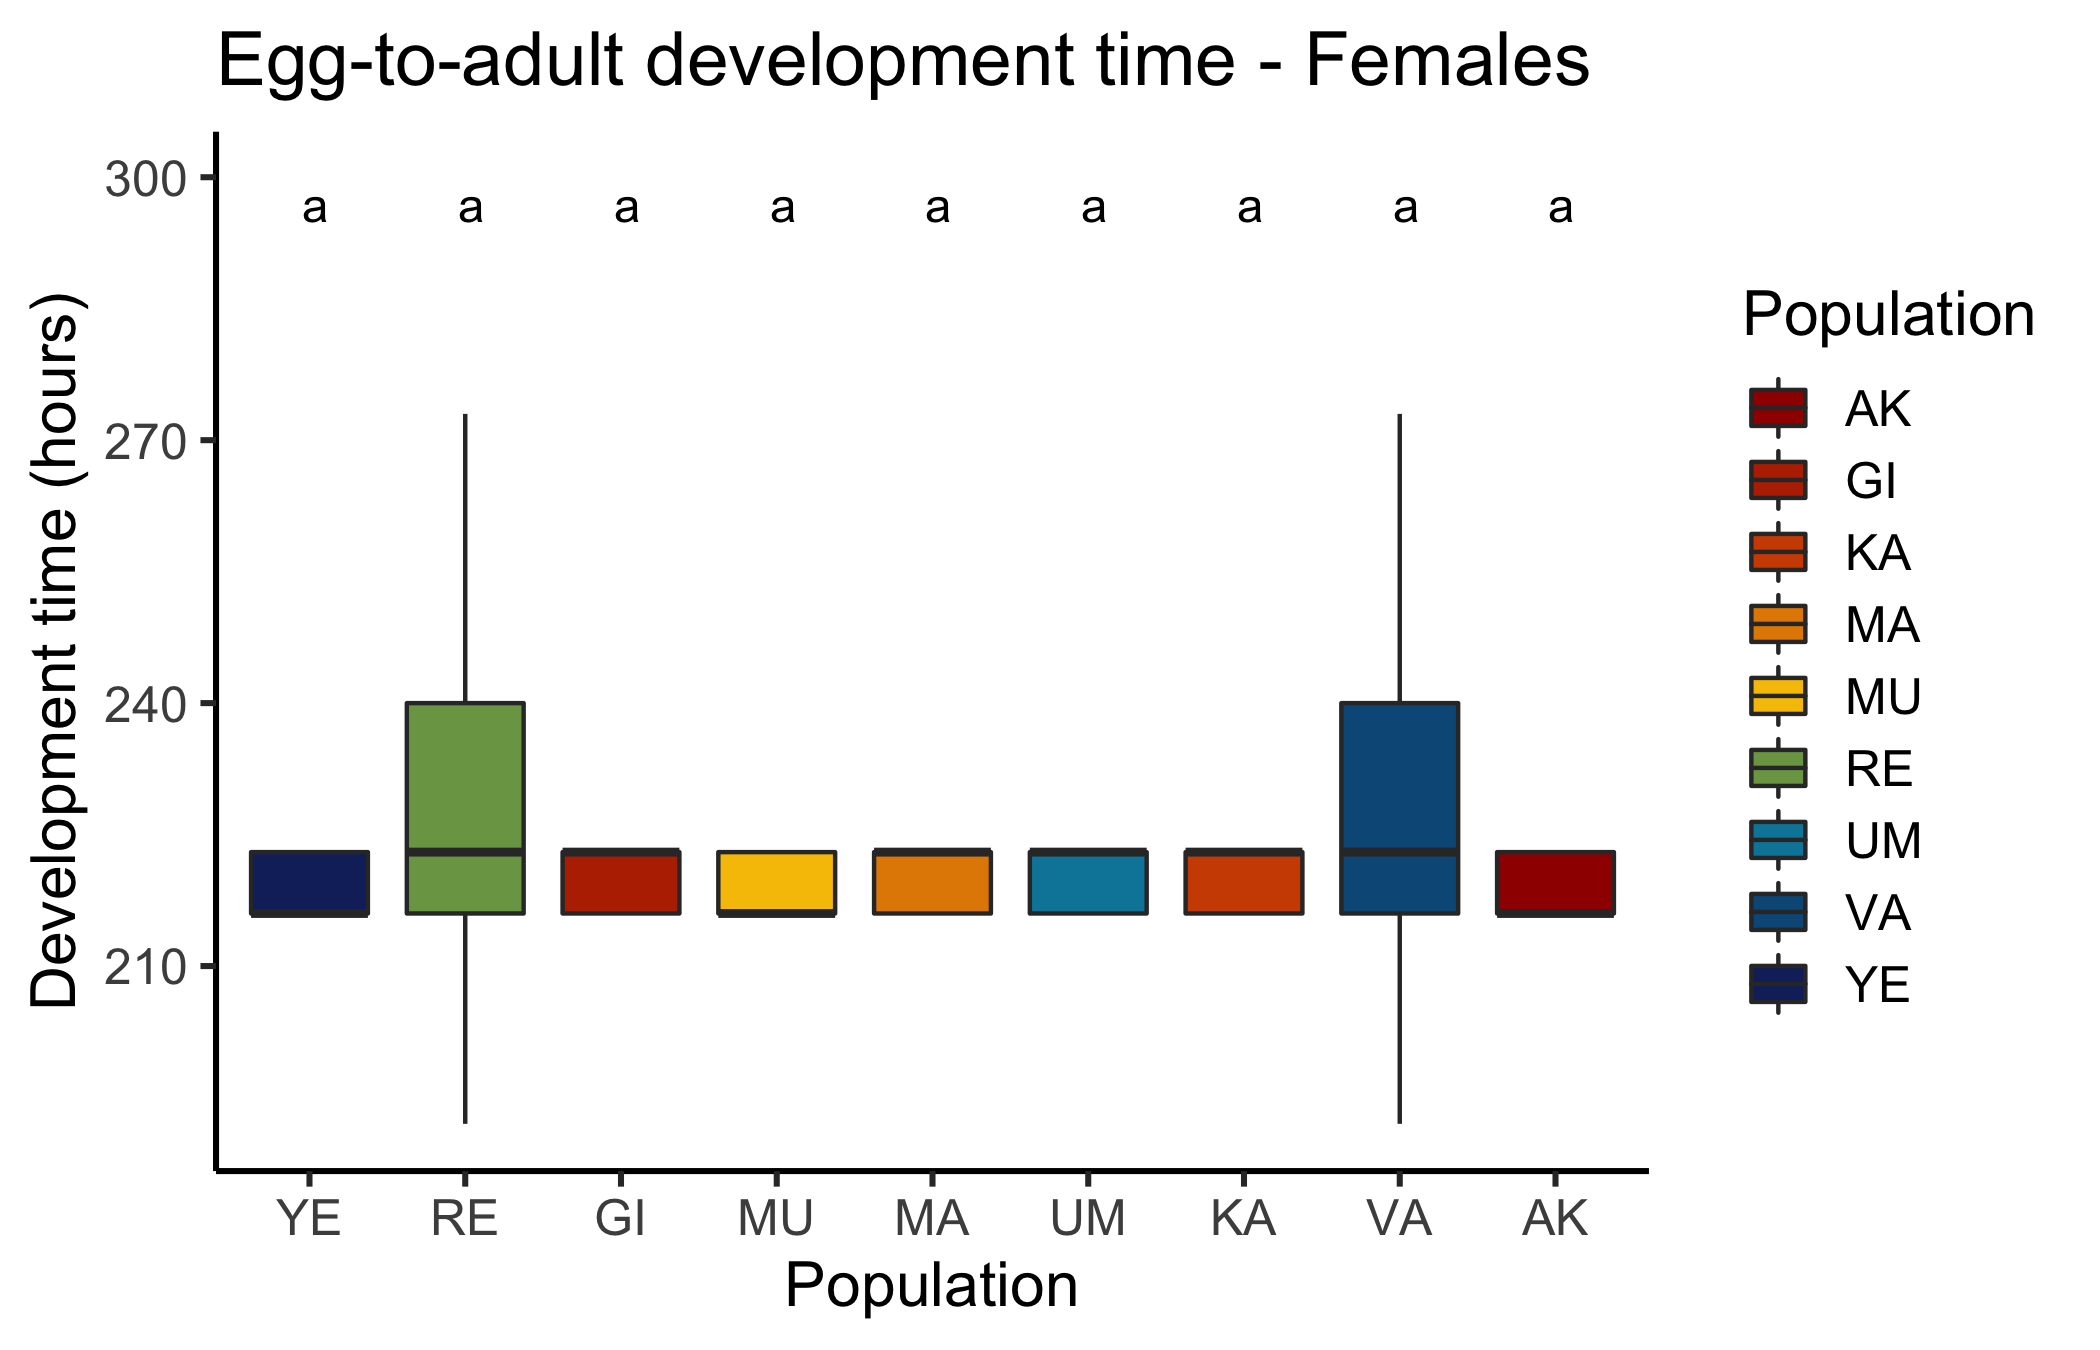 Egg-to-adult development time - Females
Development time (hours)
300
270
240
210
a a a a a a a a a
YE RE GI MU MA UM KA VA AK
Population
Population
AK
GI
KA
MA
MU
RE
UM
VA
YE